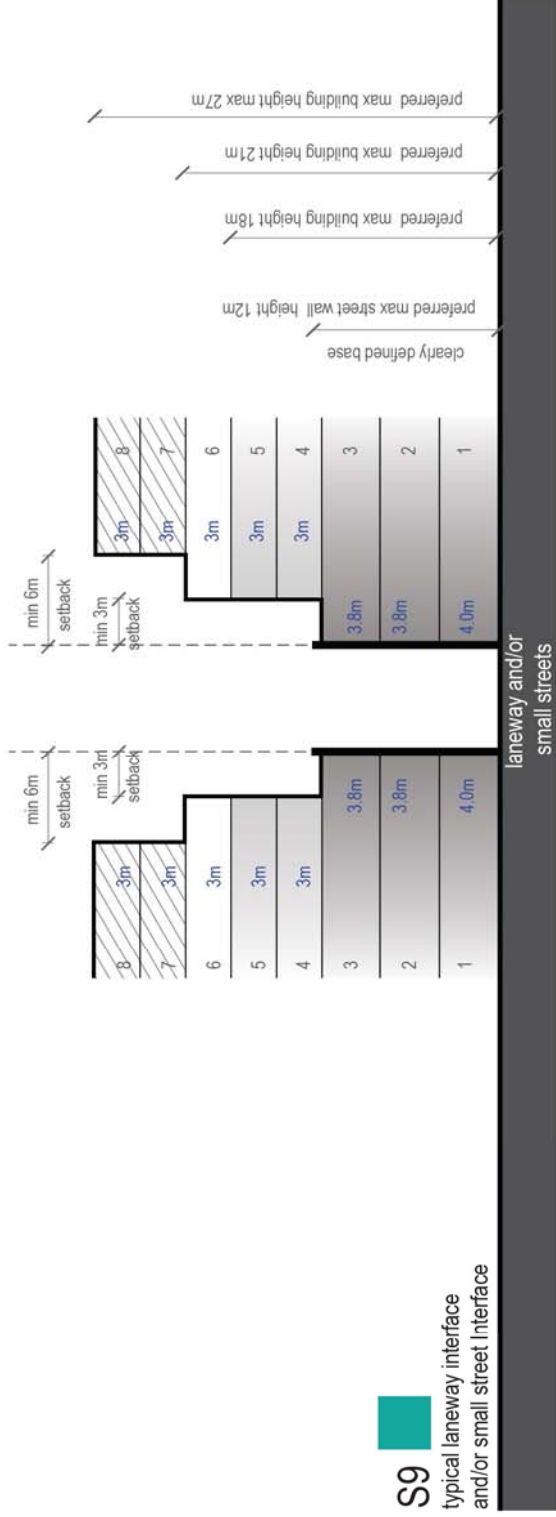 S9
typical laneway interface
and/or small street Interface
min 6m
setback
min 3m
setback
min 6m
setback
min 3m
setback
8 3m
7 3m
6 3m
5 3m
4 3m
3 3.8m
2 3.8m
1 4.0m
3m 8
3m 7
3m 6
3m 5
3m 4
3.8m 3
3.8m 2
4.0m 1
laneway and/or
small streets
clearly defined base
preferred max street wall height 12m
preferred max building height 18m
preferred max building height 21m
preferred max building height max 27m